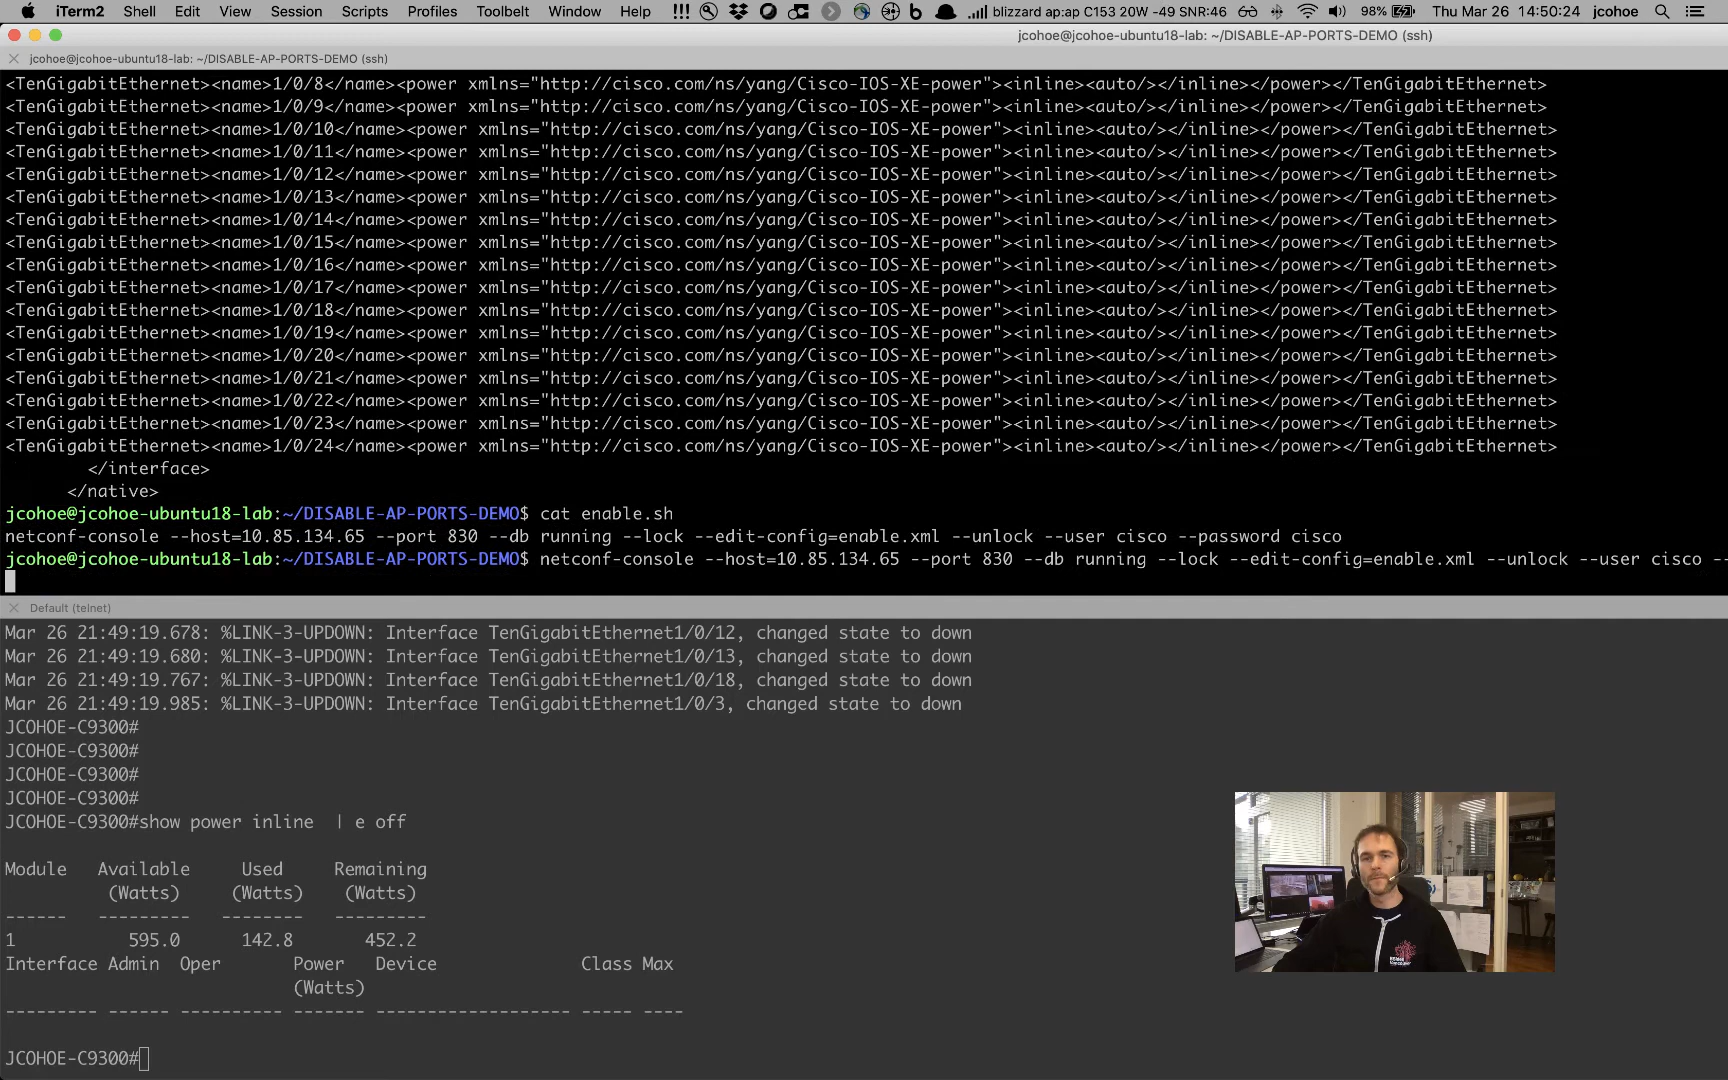 iTerm2 Shell Edit View Session Scripts Profiles Toolbelt Window Help !!! blizzard ap:ap C153 20W -49 SNR:46 98% Thu Mar 26 14:50:24 jcohoe
jcohoe@jcohoe-ubuntu18-lab: ~/DISABLE-AP-PORTS-DEMO (ssh)
jcohoe@jcohoe-ubuntu18-lab: ~/DISABLE-AP-PORTS-DEMO (ssh)
<TenGigabitEthernet><name>1/0/8</name><power xmlns="http://cisco.com/ns/yang/Cisco-IOS-XE-power"><inline><auto/></inline></power></TenGigabitEthernet>
<TenGigabitEthernet><name>1/0/9</name><power xmlns="http://cisco.com/ns/yang/Cisco-IOS-XE-power"><inline><auto/></inline></power></TenGigabitEthernet>
<TenGigabitEthernet><name>1/0/10</name><power xmlns="http://cisco.com/ns/yang/Cisco-IOS-XE-power"><inline><auto/></inline></power></TenGigabitEthernet>
<TenGigabitEthernet><name>1/0/11</name><power xmlns="http://cisco.com/ns/yang/Cisco-IOS-XE-power"><inline><auto/></inline></power></TenGigabitEthernet>
<TenGigabitEthernet><name>1/0/12</name><power xmlns="http://cisco.com/ns/yang/Cisco-IOS-XE-power"><inline><auto/></inline></power></TenGigabitEthernet>
<TenGigabitEthernet><name>1/0/13</name><power xmlns="http://cisco.com/ns/yang/Cisco-IOS-XE-power"><inline><auto/></inline></power></TenGigabitEthernet>
<TenGigabitEthernet><name>1/0/14</name><power xmlns="http://cisco.com/ns/yang/Cisco-IOS-XE-power"><inline><auto/></inline></power></TenGigabitEthernet>
<TenGigabitEthernet><name>1/0/15</name><power xmlns="http://cisco.com/ns/yang/Cisco-IOS-XE-power"><inline><auto/></inline></power></TenGigabitEthernet>
<TenGigabitEthernet><name>1/0/16</name><power xmlns="http://cisco.com/ns/yang/Cisco-IOS-XE-power"><inline><auto/></inline></power></TenGigabitEthernet>
<TenGigabitEthernet><name>1/0/17</name><power xmlns="http://cisco.com/ns/yang/Cisco-IOS-XE-power"><inline><auto/></inline></power></TenGigabitEthernet>
<TenGigabitEthernet><name>1/0/18</name><power xmlns="http://cisco.com/ns/yang/Cisco-IOS-XE-power"><inline><auto/></inline></power></TenGigabitEthernet>
<TenGigabitEthernet><name>1/0/19</name><power xmlns="http://cisco.com/ns/yang/Cisco-IOS-XE-power"><inline><auto/></inline></power></TenGigabitEthernet>
<TenGigabitEthernet><name>1/0/20</name><power xmlns="http://cisco.com/ns/yang/Cisco-IOS-XE-power"><inline><auto/></inline></power></TenGigabitEthernet>
<TenGigabitEthernet><name>1/0/21</name><power xmlns="http://cisco.com/ns/yang/Cisco-IOS-XE-power"><inline><auto/></inline></power></TenGigabitEthernet>
<TenGigabitEthernet><name>1/0/22</name><power xmlns="http://cisco.com/ns/yang/Cisco-IOS-XE-power"><inline><auto/></inline></power></TenGigabitEthernet>
<TenGigabitEthernet><name>1/0/23</name><power xmlns="http://cisco.com/ns/yang/Cisco-IOS-XE-power"><inline><auto/></inline></power></TenGigabitEthernet>
<TenGigabitEthernet><name>1/0/24</name><power xmlns="http://cisco.com/ns/yang/Cisco-IOS-XE-power"><inline><auto/></inline></power></TenGigabitEthernet>
</interface>
</native>
jcohoe@jcohoe-ubuntu18-lab:~/DISABLE-AP-PORTS-DEMO$ cat enable.sh
netconf-console --host=10.85.134.65 --port 830 --db running --lock --edit-config=enable.xml --unlock --user cisco --password cisco
jcohoe@jcohoe-ubuntu18-lab:~/DISABLE-AP-PORTS-DEMO$ netconf-console --host=10.85.134.65 --port 830 --db running --lock --edit-config=enable.xml --unlock --user cisco --
Default (telnet)
Mar 26 21:49:19.678: %LINK-3-UPDOWN: Interface TenGigabitEthernet1/0/12, changed state to down
Mar 26 21:49:19.680: %LINK-3-UPDOWN: Interface TenGigabitEthernet1/0/13, changed state to down
Mar 26 21:49:19.767: %LINK-3-UPDOWN: Interface TenGigabitEthernet1/0/18, changed state to down
Mar 26 21:49:19.985: %LINK-3-UPDOWN: Interface TenGigabitEthernet1/0/3, changed state to down
JCOHOE-C9300#
JCOHOE-C9300#
JCOHOE-C9300#
JCOHOE-C9300#
JCOHOE-C9300#show power inline  | e off
Module   Available     Used     Remaining
(Watts)     (Watts)    (Watts)
------   ---------   --------   ---------
1           595.0      142.8       452.2
Interface Admin  Oper       Power   Device              Class Max
(Watts)
--------- ------ ---------- ------- ------------------- ----- ----
JCOHOE-C9300#